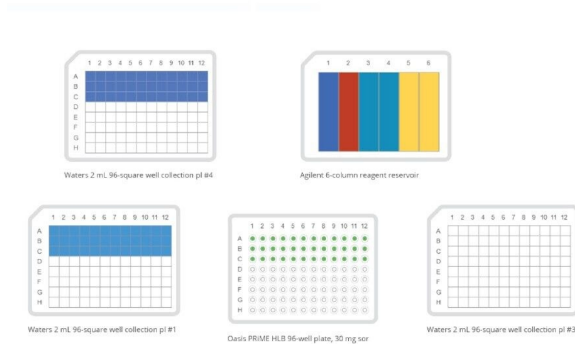 1 2 3 4 5 6 7 8 9 10 11 12
A
B
C
D
E
F
G
H
Waters 2 mL 96-square well collection pl #4
1 2 3 4 5 6
Agilent 6-column reagent reservoir
1 2 3 4 5 6 7 8 9 10 11 12
A
B
C
D
E
F
G
H
Waters 2 mL 96-square well collection pl #1
1 2 3 4 5 6 7 8 9 10 11 12
A
B
C
D
E
F
G
H
Oasis PRiME HLB 96-well plate, 30 mg sor
1 2 3 4 5 6 7 8 9 10 11 12
A
B
C
D
E
F
G
H
Waters 2 mL 96-square well collection pl #3